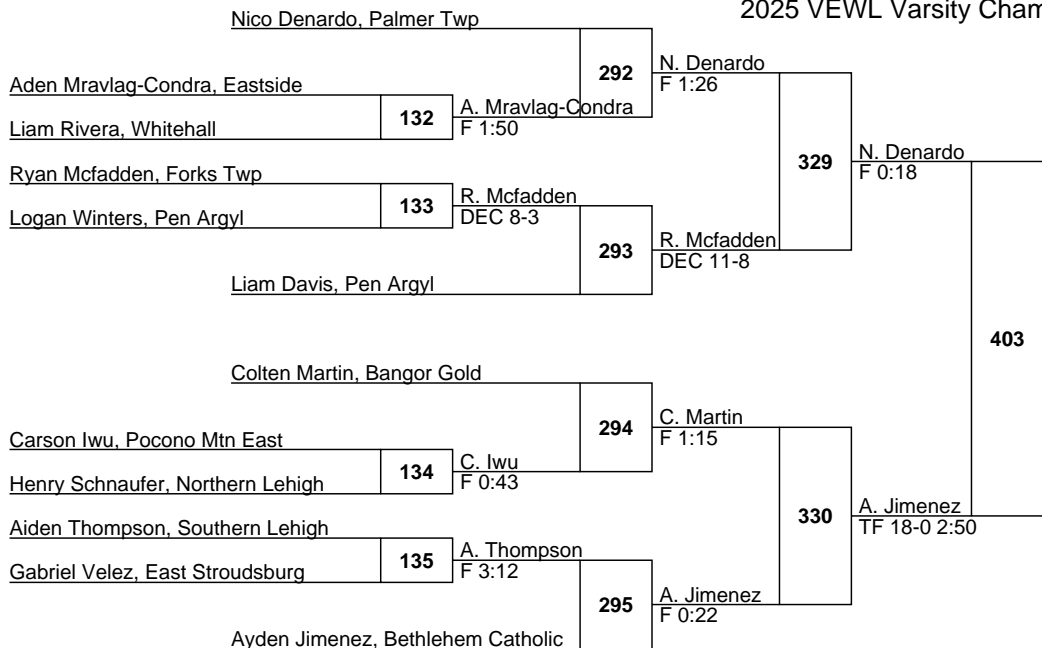 2025 VEWL Varsity Cham
Nico Denardo, Palmer Twp
292
N. Denardo
F 1:26
Aden Mravlag-Condra, Eastside
132
A. Mravlag-Condra
F 1:50
Liam Rivera, Whitehall
329
N. Denardo
F 0:18
Ryan Mcfadden, Forks Twp
133
R. Mcfadden
DEC 8-3
Logan Winters, Pen Argyl
293
R. Mcfadden
DEC 11-8
Liam Davis, Pen Argyl
403
Colten Martin, Bangor Gold
294
C. Martin
F 1:15
Carson Iwu, Pocono Mtn East
134
C. Iwu
F 0:43
Henry Schnaufer, Northern Lehigh
330
A. Jimenez
TF 18-0 2:50
Aiden Thompson, Southern Lehigh
135
A. Thompson
F 3:12
Gabriel Velez, East Stroudsburg
295
A. Jimenez
F 0:22
Ayden Jimenez, Bethlehem Catholic